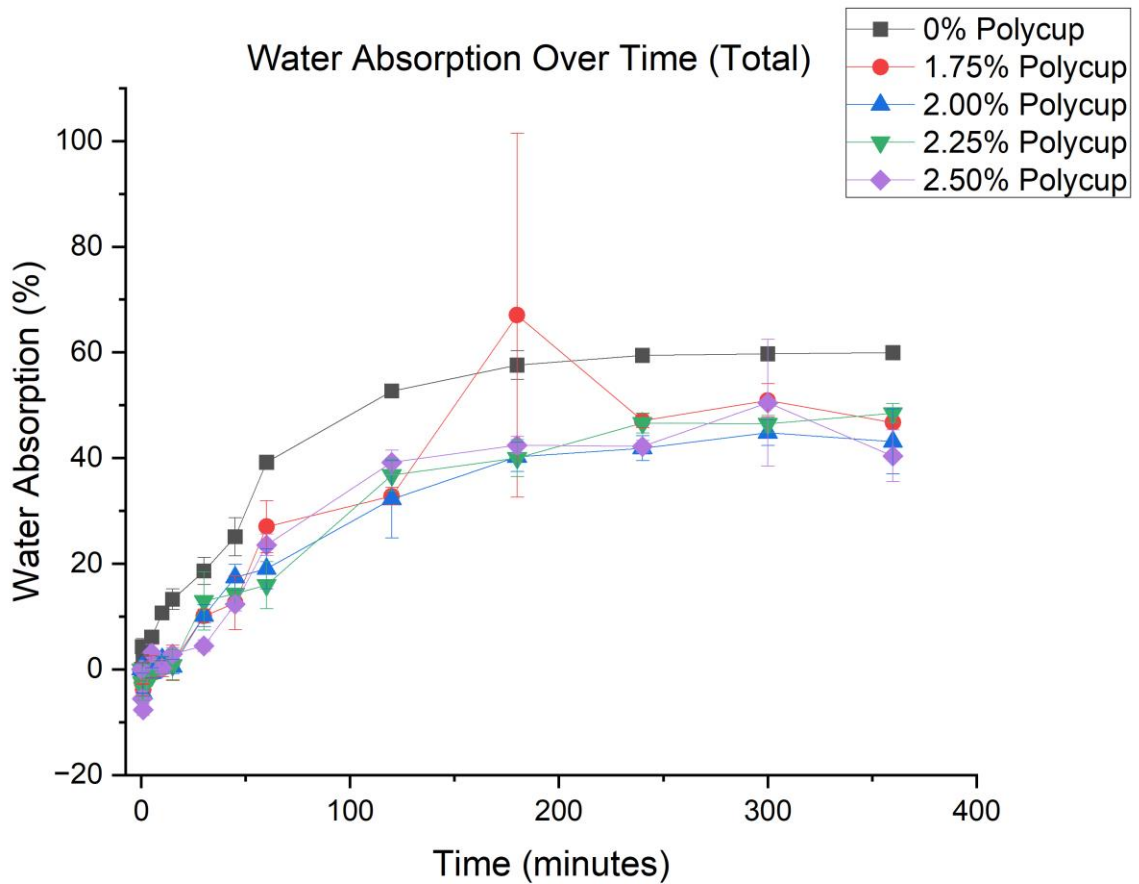 Water Absorption Over Time (Total)
0% Polycup
1.75% Polycup
2.00% Polycup
2.25% Polycup
2.50% Polycup
Water Absorption (%)
100
80
60
40
20
0
−20
0
100
200
300
400
Time (minutes)